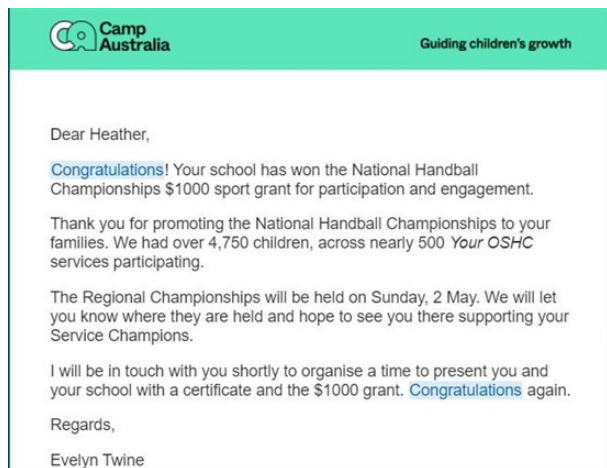 Camp
Australia
Guiding children's growth
Dear Heather,
Congratulations! Your school has won the National Handball
Championships $1000 sport grant for participation and engagement.
Thank you for promoting the National Handball Championships to your
families. We had over 4,750 children, across nearly 500 Your OSHC
services participating.
The Regional Championships will be held on Sunday, 2 May. We will let
you know where they are held and hope to see you there supporting your
Service Champions.
I will be in touch with you shortly to organise a time to present you and
your school with a certificate and the $1000 grant. Congratulations again.
Regards,
Evelyn Twine